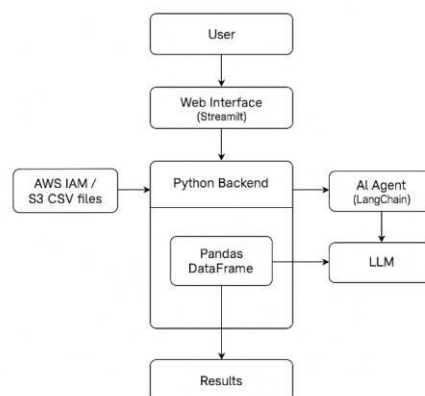 User
Web Interface
(Streamilt)
AWS IAM /
S3 CSV files
Python Backend
AI Agent
(LangChain)
Pandas
DataFrame
LLM
Results